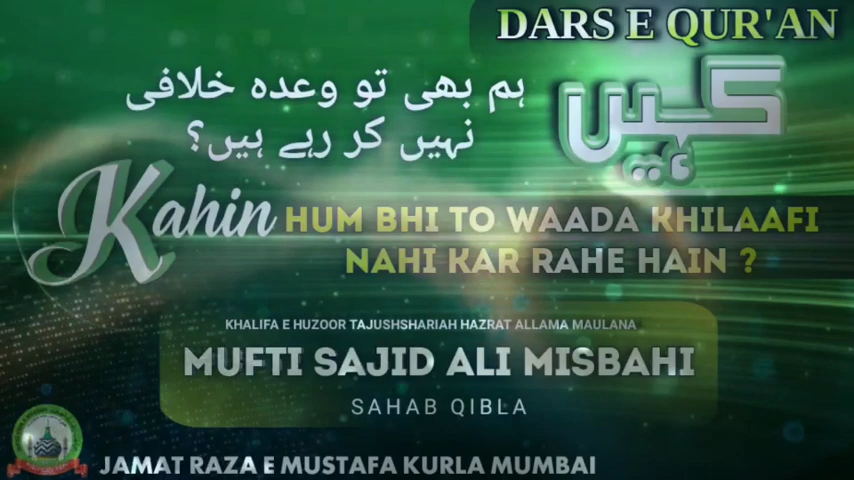 DARS E QUR'AN
کہیں
ہم بھی تو وعدہ خلافی
نہیں کر رہے ہیں؟
Kahin HUM BHI TO WAADA KHILAAFI
NAHI KAR RAHE HAIN ?
KHALIFA E HUZOOR TAJUSHSHARIAH HAZRAT ALLAMA MAULANA
MUFTI SAJID ALI MISBAHI
SAHAB QIBLA
JAMAT RAZA E MUSTAFA KURLA MUMBAI